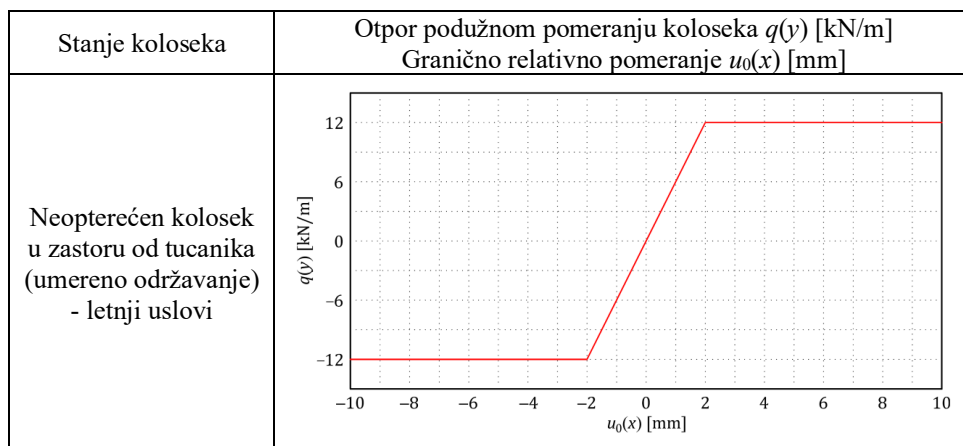 Stanje koloseka
Otpor podužnom pomeranju koloseka q(y) [kN/m]
Granično relativno pomeranje u₀(x) [mm]
Neopterećen kolosek
u zastoru od tucanika
(umereno održavanje)
- letnji uslovi
q(y) [kN/m]
12
6
0
−6
−12
−10 −8 −6 −4 −2 0 2 4 6 8 10
u₀(x) [mm]